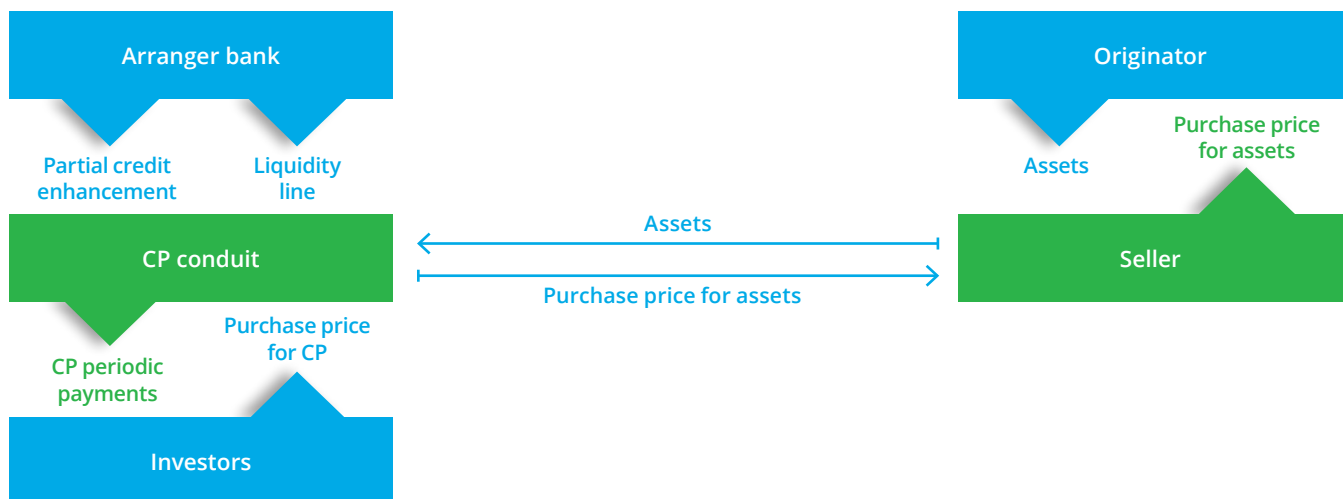 Arranger bank
Originator
Partial credit
enhancement
Liquidity
line
Assets
Purchase price
for assets
CP conduit
Assets
Purchase price for assets
Seller
CP periodic
payments
Purchase price
for CP
Investors